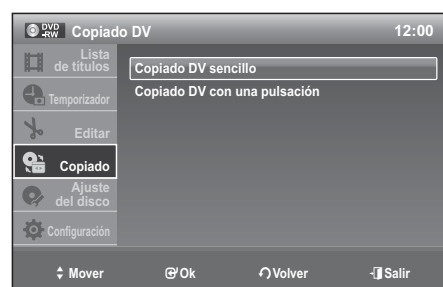 DVD-RW Copiado DV 12:00
Lista de titulos
Copiado DV sencillo
Temporizador
Copiado DV con una pulsación
Editar
Copiado
Ajuste del disco
Configuración
Mover Ok Volver Salir